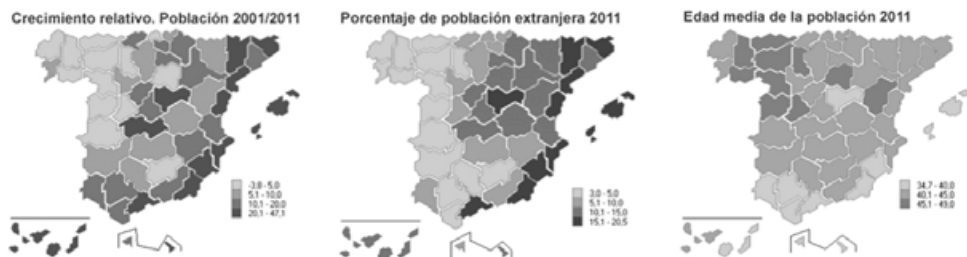 Crecimiento relativo. Población 2001/2011
-3,8 - 5,0
5,1 - 10,0
10,1 - 20,0
20,1 - 47,1
Porcentaje de población extranjera 2011
3,0 - 5,0
5,1 - 10,0
10,1 - 15,0
15,1 - 20,5
Edad media de la población 2011
34,7 - 40,0
40,1 - 45,0
45,1 - 49,0